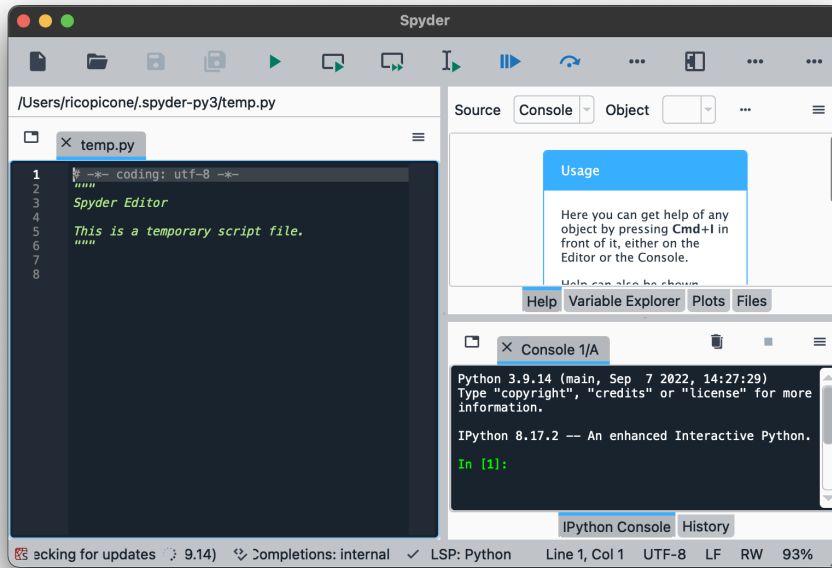 Spyder
/Users/ricopicone/.spyder-py3/temp.py
temp.py
1 # -*- coding: utf-8 -*-
2 """
3 Spyder Editor
4
5 This is a temporary script file.
6 """
7
8
Source Console Object
Usage
Here you can get help of any
object by pressing Cmd+I in
front of it, either on the
Editor or the Console.
Help can also be shown
Help Variable Explorer Plots Files
Console 1/A
Python 3.9.14 (main, Sep  7 2022, 14:27:29)
Type "copyright", "credits" or "license" for more
information.
IPython 8.17.2 -- An enhanced Interactive Python.
In [1]:
IPython Console History
ecking for updates 9.14) Completions: internal LSP: Python Line 1, Col 1 UTF-8 LF RW 93%